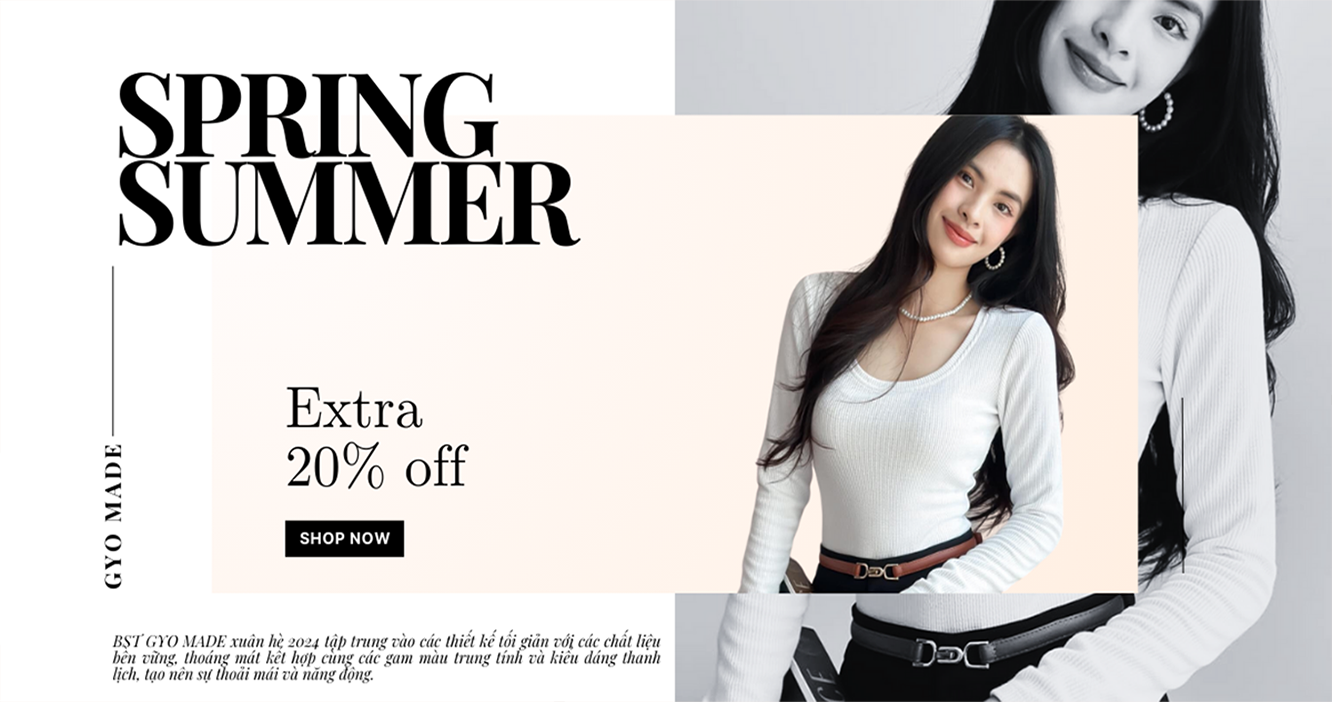 SPRING
SUMMER
Extra
20% off
SHOP NOW
GYO MADE
BST GYO MADE xuân hè 2024 tập trung vào các thiết kế tối giản với các chất liệu
bền vững, thoáng mát kết hợp cùng các gam màu trung tính và kiểu dáng thanh
lịch, tạo nên sự thoải mái và năng động.